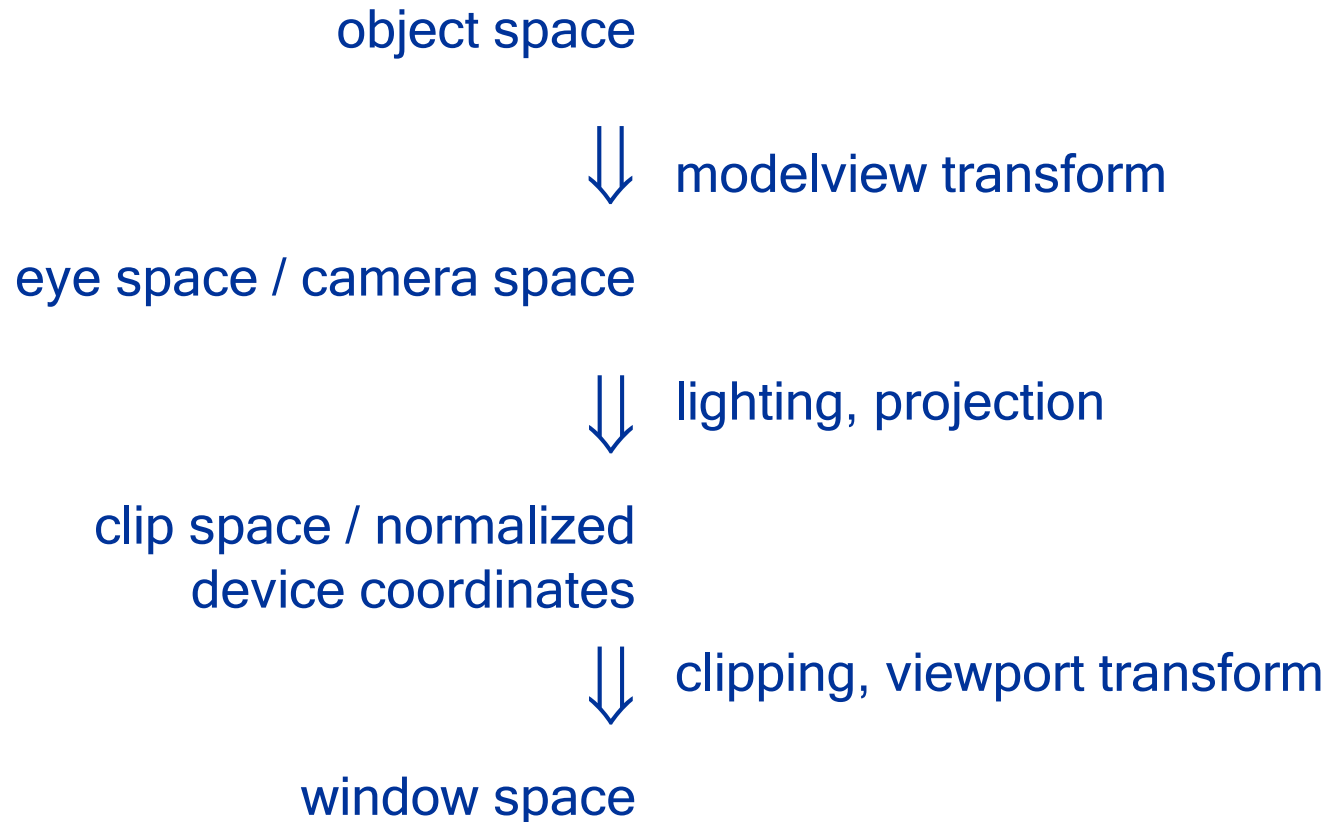 object space
⇓ modelview transform
eye space / camera space
⇓ lighting, projection
clip space / normalized
device coordinates
⇓ clipping, viewport transform
window space